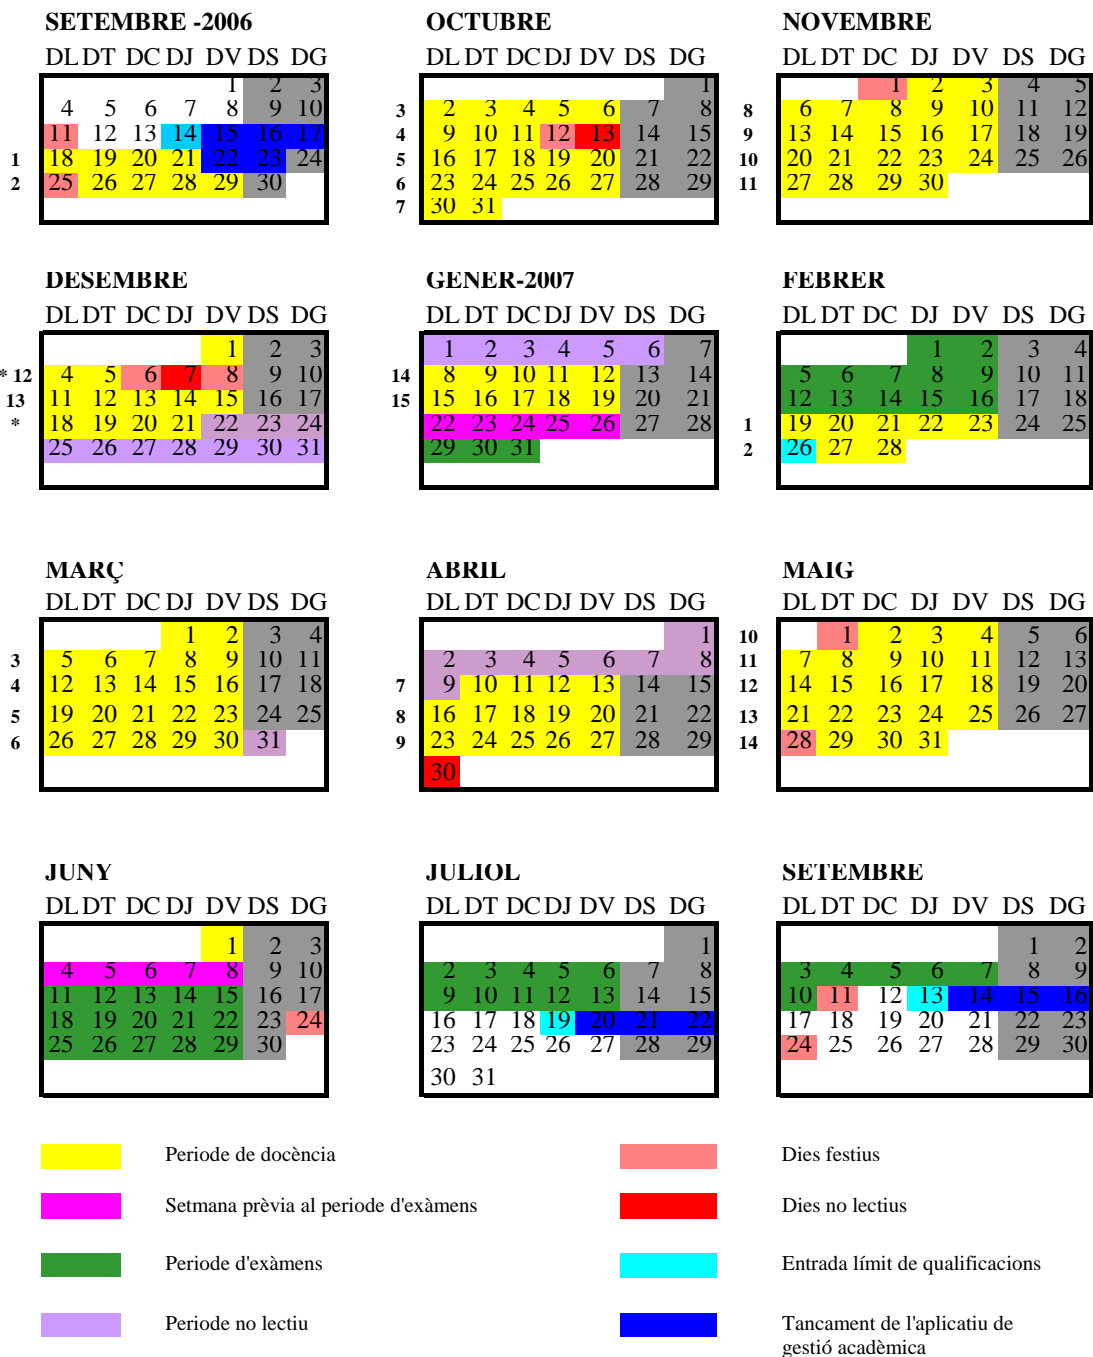 SETEMBRE -2006
DL DT DC DJ DV DS DG
1 2 3
4 5 6 7 8 9 10
11 12 13 14 15 16 17
1 18 19 20 21 22 23 24
2 25 26 27 28 29 30
OCTUBRE
DL DT DC DJ DV DS DG
1
3 2 3 4 5 6 7 8
4 9 10 11 12 13 14 15
5 16 17 18 19 20 21 22
6 23 24 25 26 27 28 29
7 30 31
NOVEMBRE
DL DT DC DJ DV DS DG
1 2 3 4 5
8 6 7 8 9 10 11 12
9 13 14 15 16 17 18 19
10 20 21 22 23 24 25 26
11 27 28 29 30
DESEMBRE
DL DT DC DJ DV DS DG
1 2 3
* 12 4 5 6 7 8 9 10
13 11 12 13 14 15 16 17
* 18 19 20 21 22 23 24
25 26 27 28 29 30 31
GENER-2007
DL DT DC DJ DV DS DG
1 2 3 4 5 6 7
14 8 9 10 11 12 13 14
15 15 16 17 18 19 20 21
22 23 24 25 26 27 28
29 30 31
FEBRER
DL DT DC DJ DV DS DG
1 2 3 4
5 6 7 8 9 10 11
12 13 14 15 16 17 18
1 19 20 21 22 23 24 25
2 26 27 28
MARÇ
DL DT DC DJ DV DS DG
1 2 3 4
3 5 6 7 8 9 10 11
4 12 13 14 15 16 17 18
5 19 20 21 22 23 24 25
6 26 27 28 29 30 31
ABRIL
DL DT DC DJ DV DS DG
1
2 3 4 5 6 7 8
7 9 10 11 12 13 14 15
8 16 17 18 19 20 21 22
9 23 24 25 26 27 28 29
30
MAIG
DL DT DC DJ DV DS DG
10 1 2 3 4 5 6
11 7 8 9 10 11 12 13
12 14 15 16 17 18 19 20
13 21 22 23 24 25 26 27
14 28 29 30 31
JUNY
DL DT DC DJ DV DS DG
1 2 3
4 5 6 7 8 9 10
11 12 13 14 15 16 17
18 19 20 21 22 23 24
25 26 27 28 29 30
JULIOL
DL DT DC DJ DV DS DG
1
2 3 4 5 6 7 8
9 10 11 12 13 14 15
16 17 18 19 20 21 22
23 24 25 26 27 28 29
30 31
SETEMBRE
DL DT DC DJ DV DS DG
1 2
3 4 5 6 7 8 9
10 11 12 13 14 15 16
17 18 19 20 21 22 23
24 25 26 27 28 29 30
Periode de docència
Setmana prèvia al periode d'exàmens
Periode d'exàmens
Periode no lectiu
Dies festius
Dies no lectius
Entrada límit de qualificacions
Tancament de l'aplicatiu de
gestió acadèmica